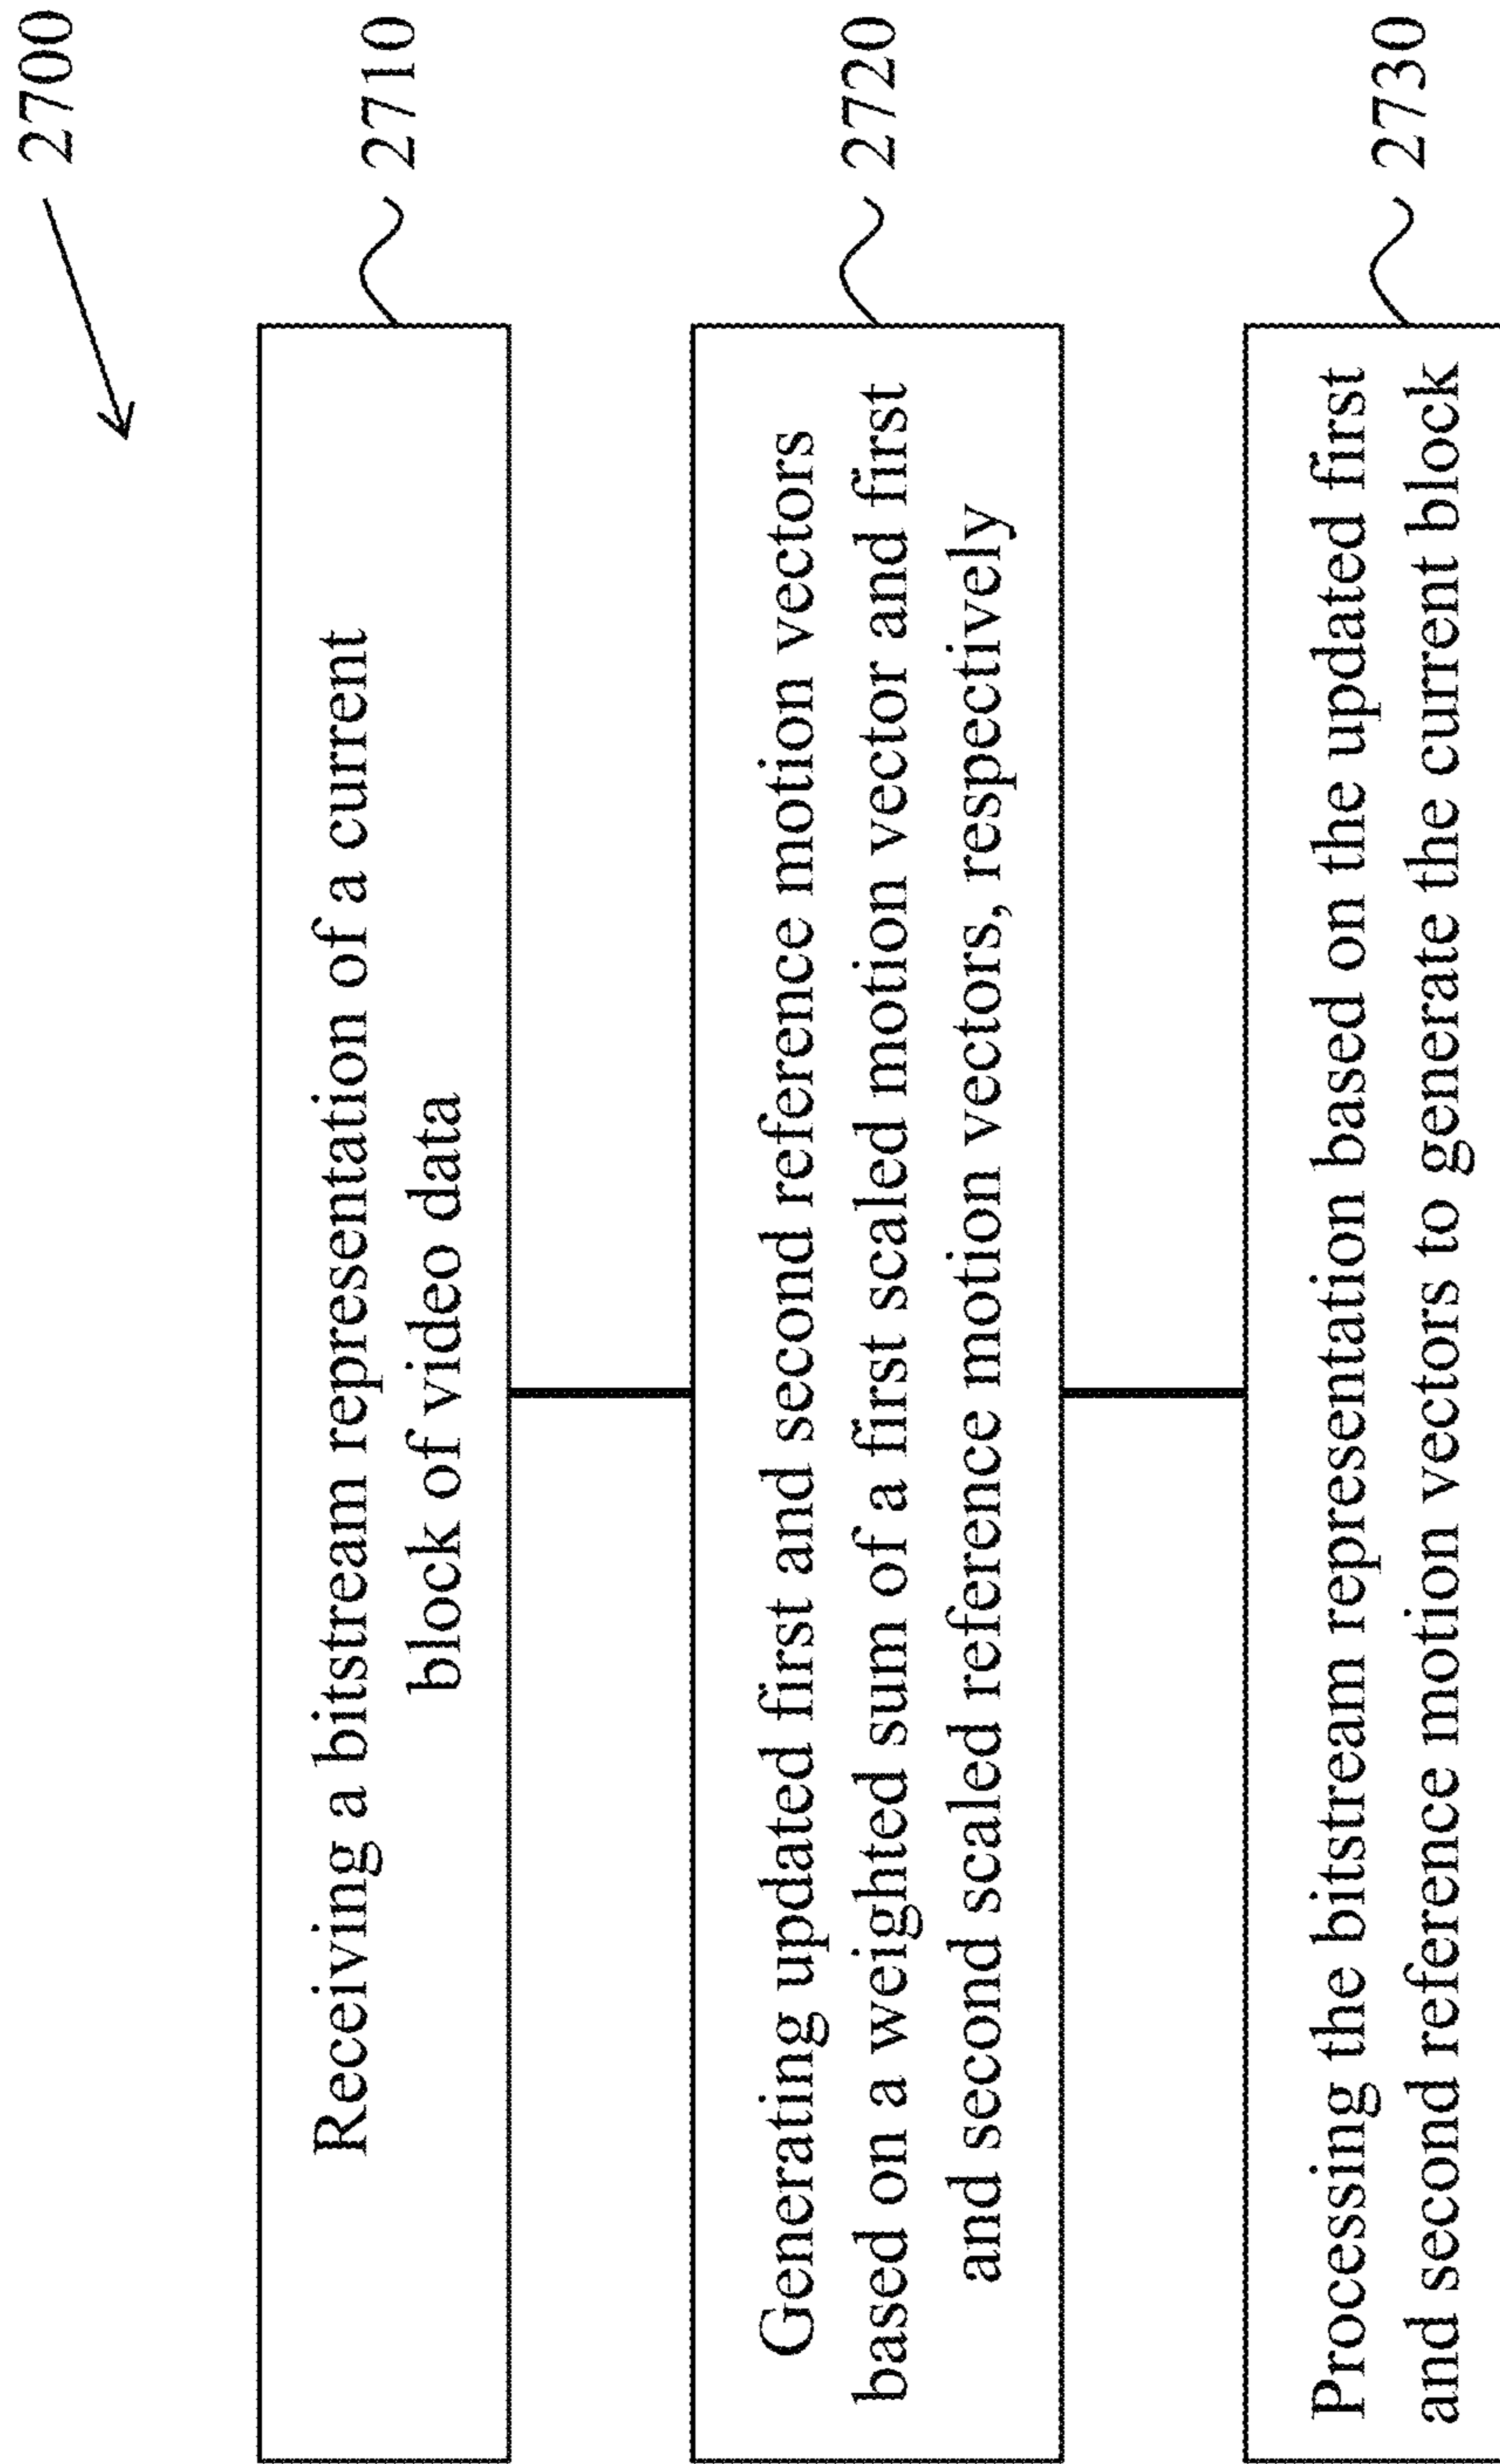 2700
Receiving a bitstream representation of a current
block of video data
2710
Generating updated first and second reference motion vectors
based on a weighted sum of a first scaled motion vector and first
and second scaled reference motion vectors, respectively
2720
Processing the bitstream representation based on the updated first
and second reference motion vectors to generate the current block
2730